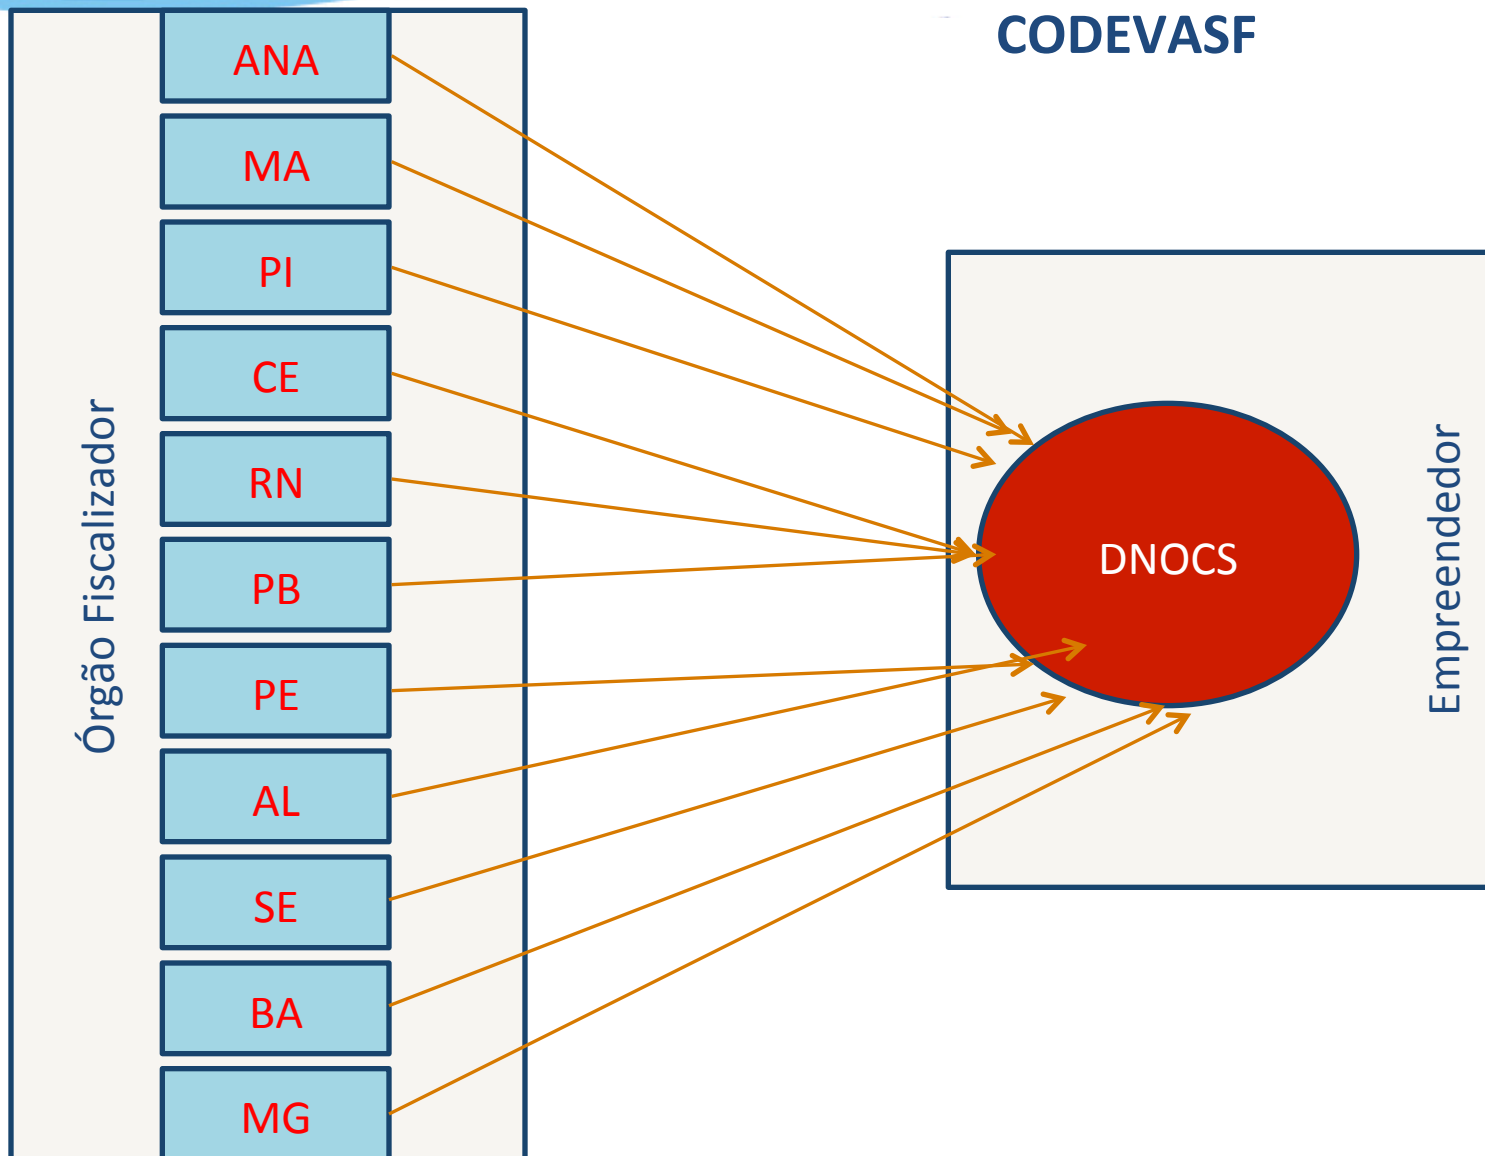 CODEVASF
Órgão Fiscalizador
ANA
MA
PI
CE
RN
PB
PE
AL
SE
BA
MG
DNOCS
Empreendedor